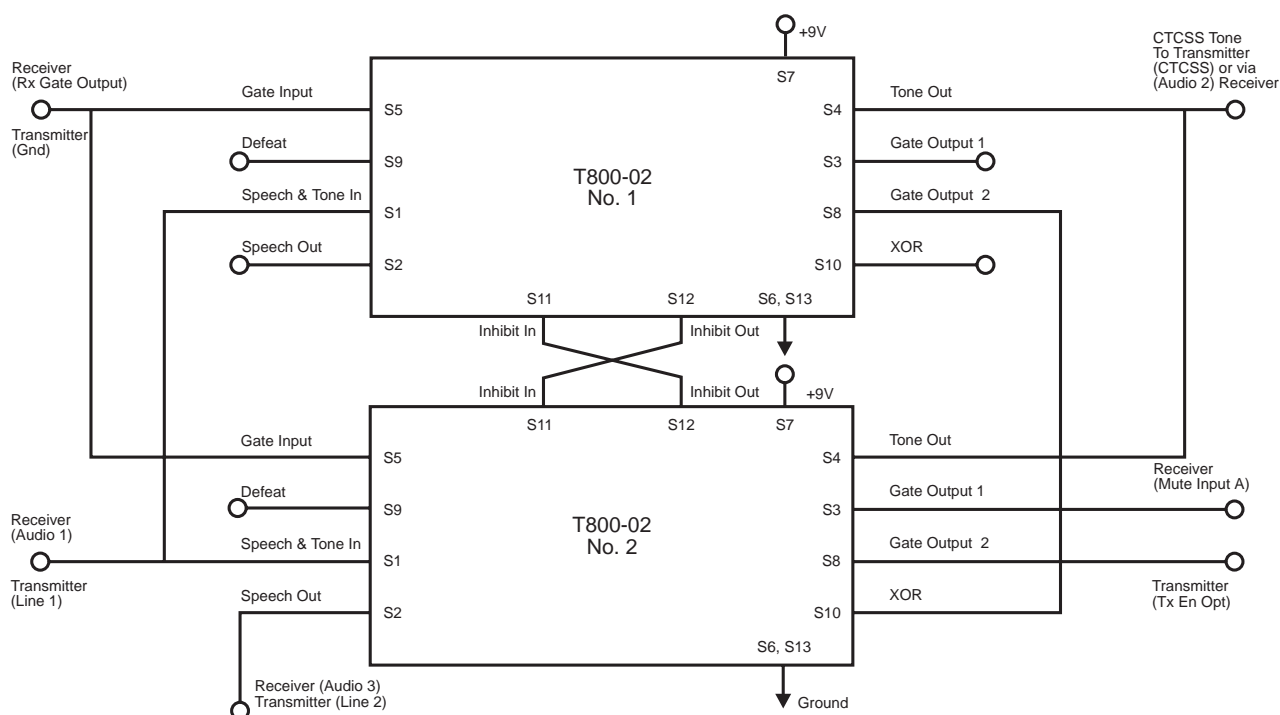 +9V
CTCSS Tone
To Transmitter
(CTCSS) or via
(Audio 2) Receiver
Receiver
(Rx Gate Output)
Transmitter
(Gnd)
Gate Input
S5
S7
S4
Tone Out
Defeat
S9
S3
Gate Output 1
T800-02
No. 1
Speech & Tone In
S1
S8
Gate Output 2
Speech Out
S2
S10
XOR
S11
S12
S6, S13
Inhibit In
Inhibit Out
Inhibit In
Inhibit Out
+9V
S11
S12
S7
Gate Input
S5
S4
Tone Out
Receiver
(Mute Input A)
Defeat
S9
S3
Gate Output 1
T800-02
No. 2
Receiver
(Audio 1)
Speech & Tone In
S1
S8
Gate Output 2
Transmitter
(Line 1)
Transmitter
(Tx En Opt)
Speech Out
S2
S10
XOR
S6, S13
Receiver (Audio 3)
Transmitter (Line 2)
Ground